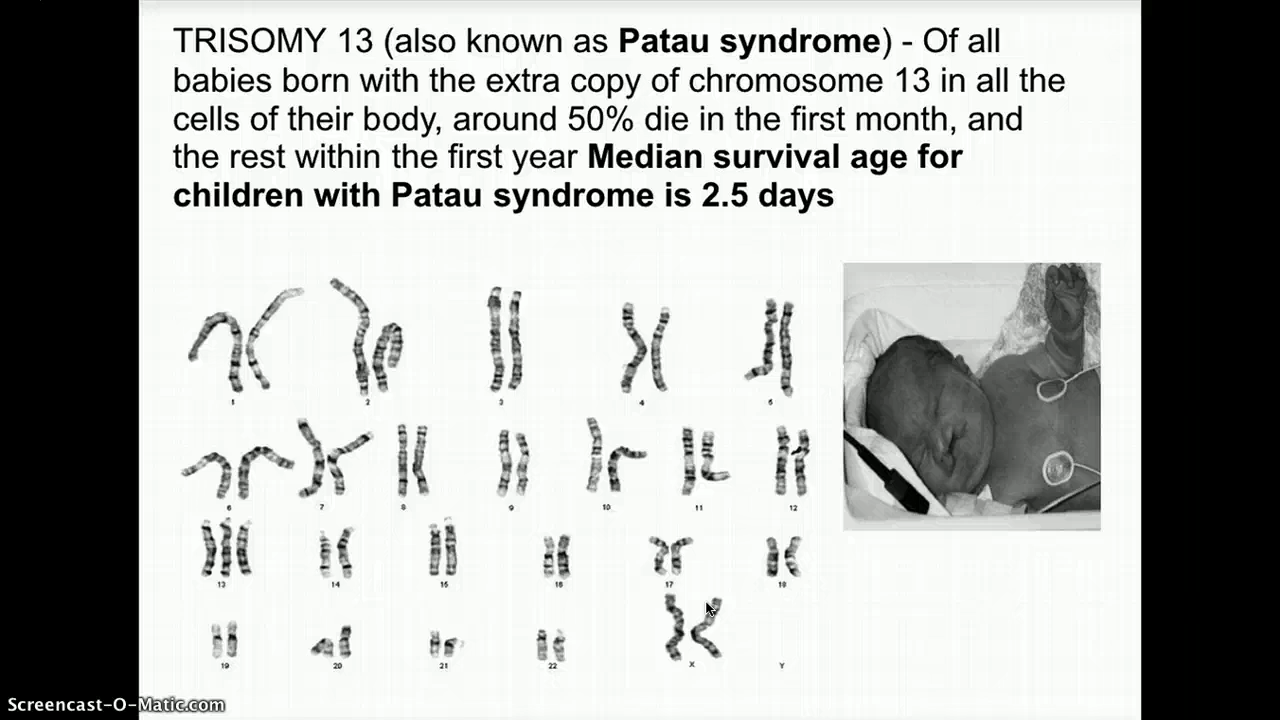 TRISOMY 13 (also known as Patau syndrome) - Of all
babies born with the extra copy of chromosome 13 in all the
cells of their body, around 50% die in the first month, and
the rest within the first year Median survival age for
children with Patau syndrome is 2.5 days
1 2 3 4 5
6 7 8 9 10 11 12
13 14 15 16 17 18
19 20 21 22 X Y
Screencast-O-Matic.com